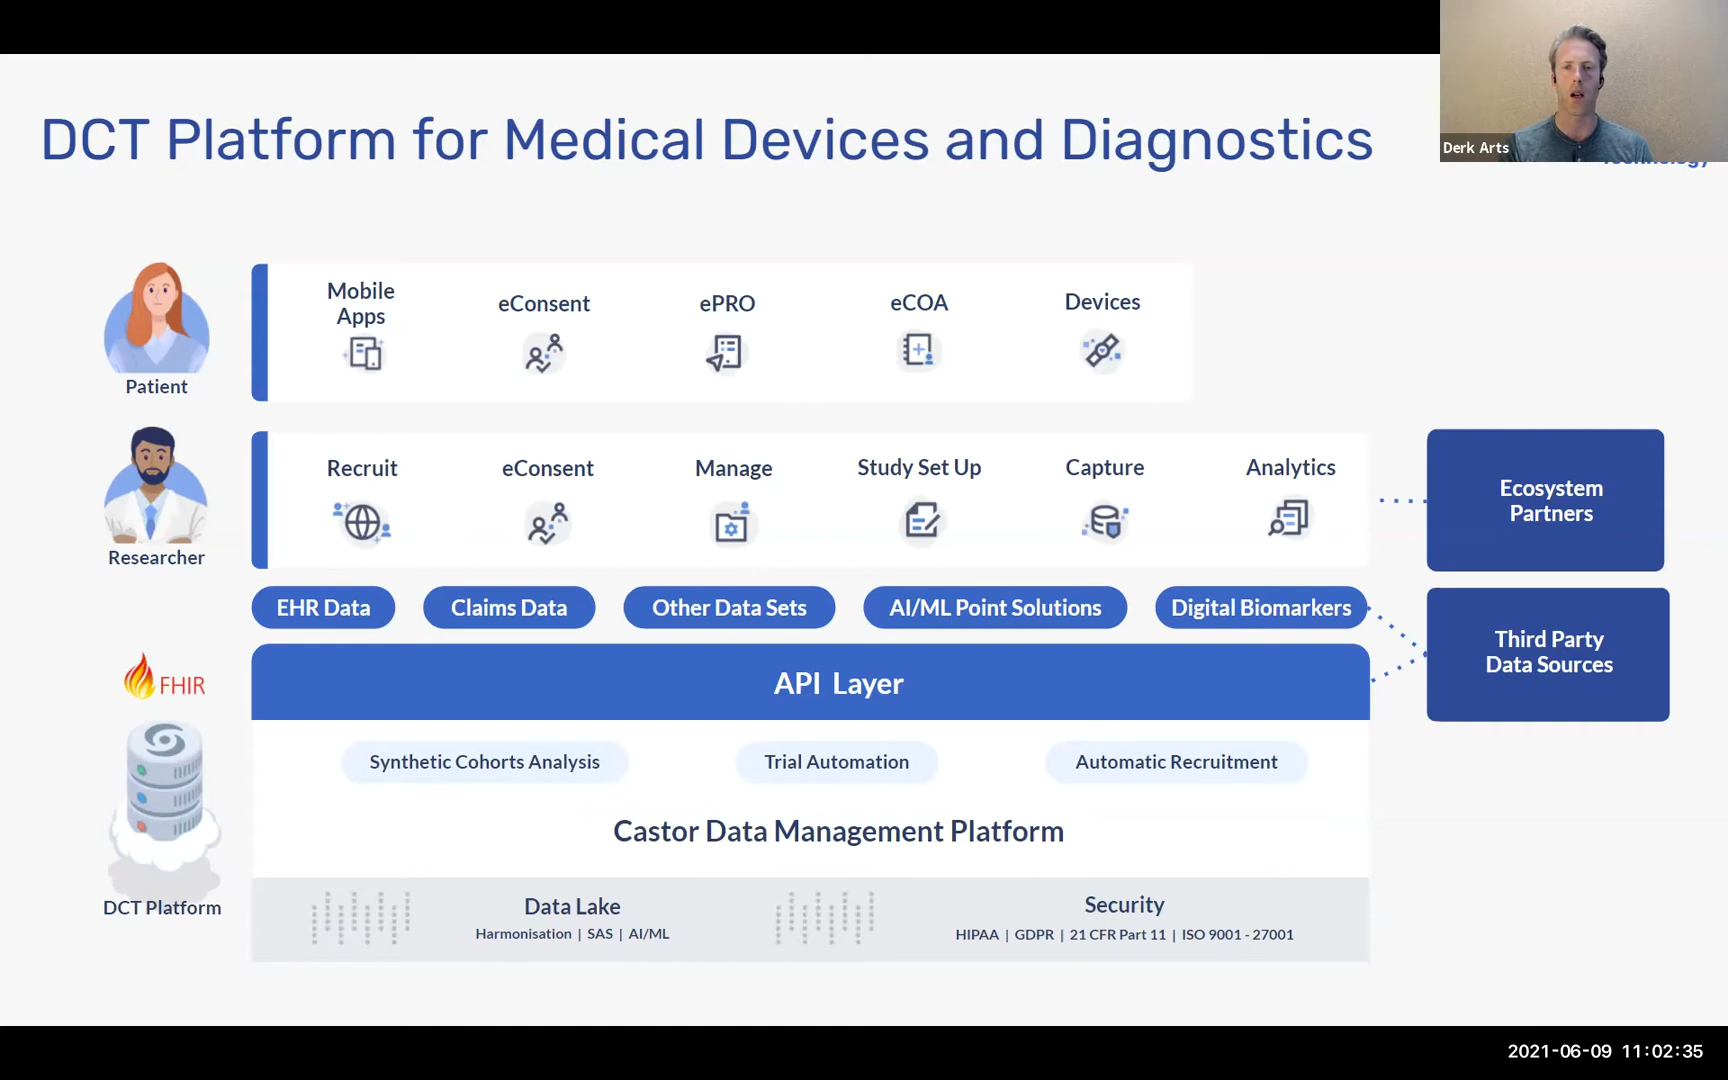 DCT Platform for Medical Devices and Diagnostics
Derk Arts
Technology
Mobile
Apps
eConsent
ePRO
eCOA
Devices
Patient
Recruit
eConsent
Manage
Study Set Up
Capture
Analytics
Researcher
Ecosystem
Partners
EHR Data
Claims Data
Other Data Sets
AI/ML Point Solutions
Digital Biomarkers
Third Party
Data Sources
FHIR
API Layer
Synthetic Cohorts Analysis
Trial Automation
Automatic Recruitment
Castor Data Management Platform
DCT Platform
Data Lake
Harmonisation | SAS | AI/ML
Security
HIPAA | GDPR | 21 CFR Part 11 | ISO 9001 - 27001
2021-06-09 11:02:35